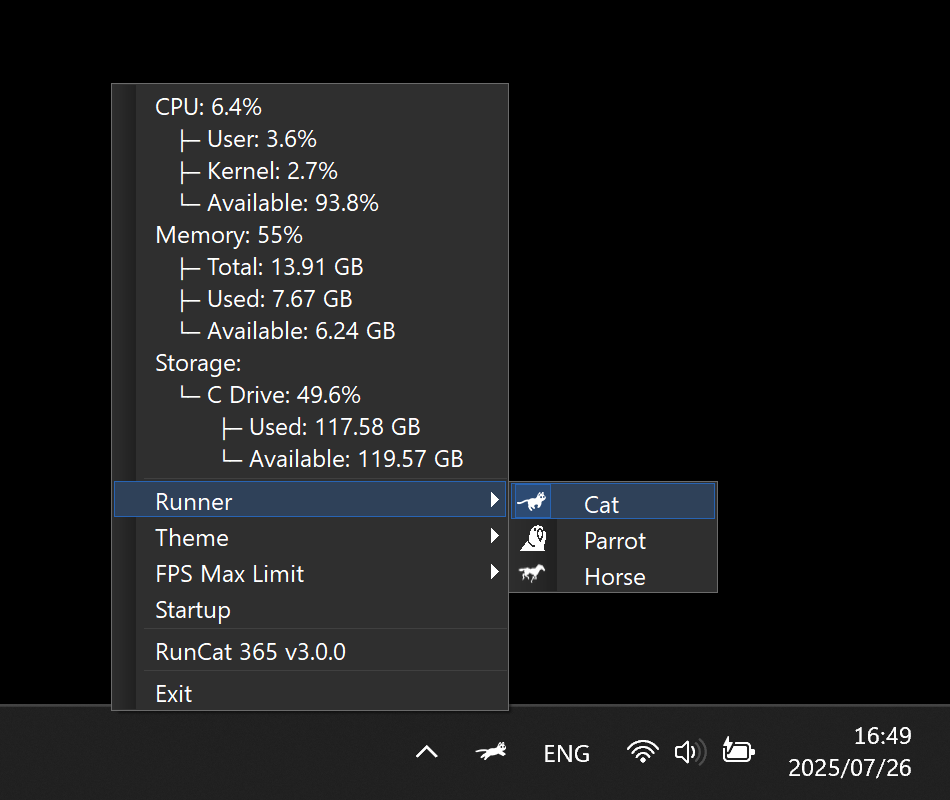 CPU: 6.4%
├─ User: 3.6%
├─ Kernel: 2.7%
└─ Available: 93.8%
Memory: 55%
├─ Total: 13.91 GB
├─ Used: 7.67 GB
└─ Available: 6.24 GB
Storage:
└─ C Drive: 49.6%
├─ Used: 117.58 GB
└─ Available: 119.57 GB
Runner
Theme
FPS Max Limit
Startup
RunCat 365 v3.0.0
Exit
Cat
Parrot
Horse
ENG
16:49
2025/07/26